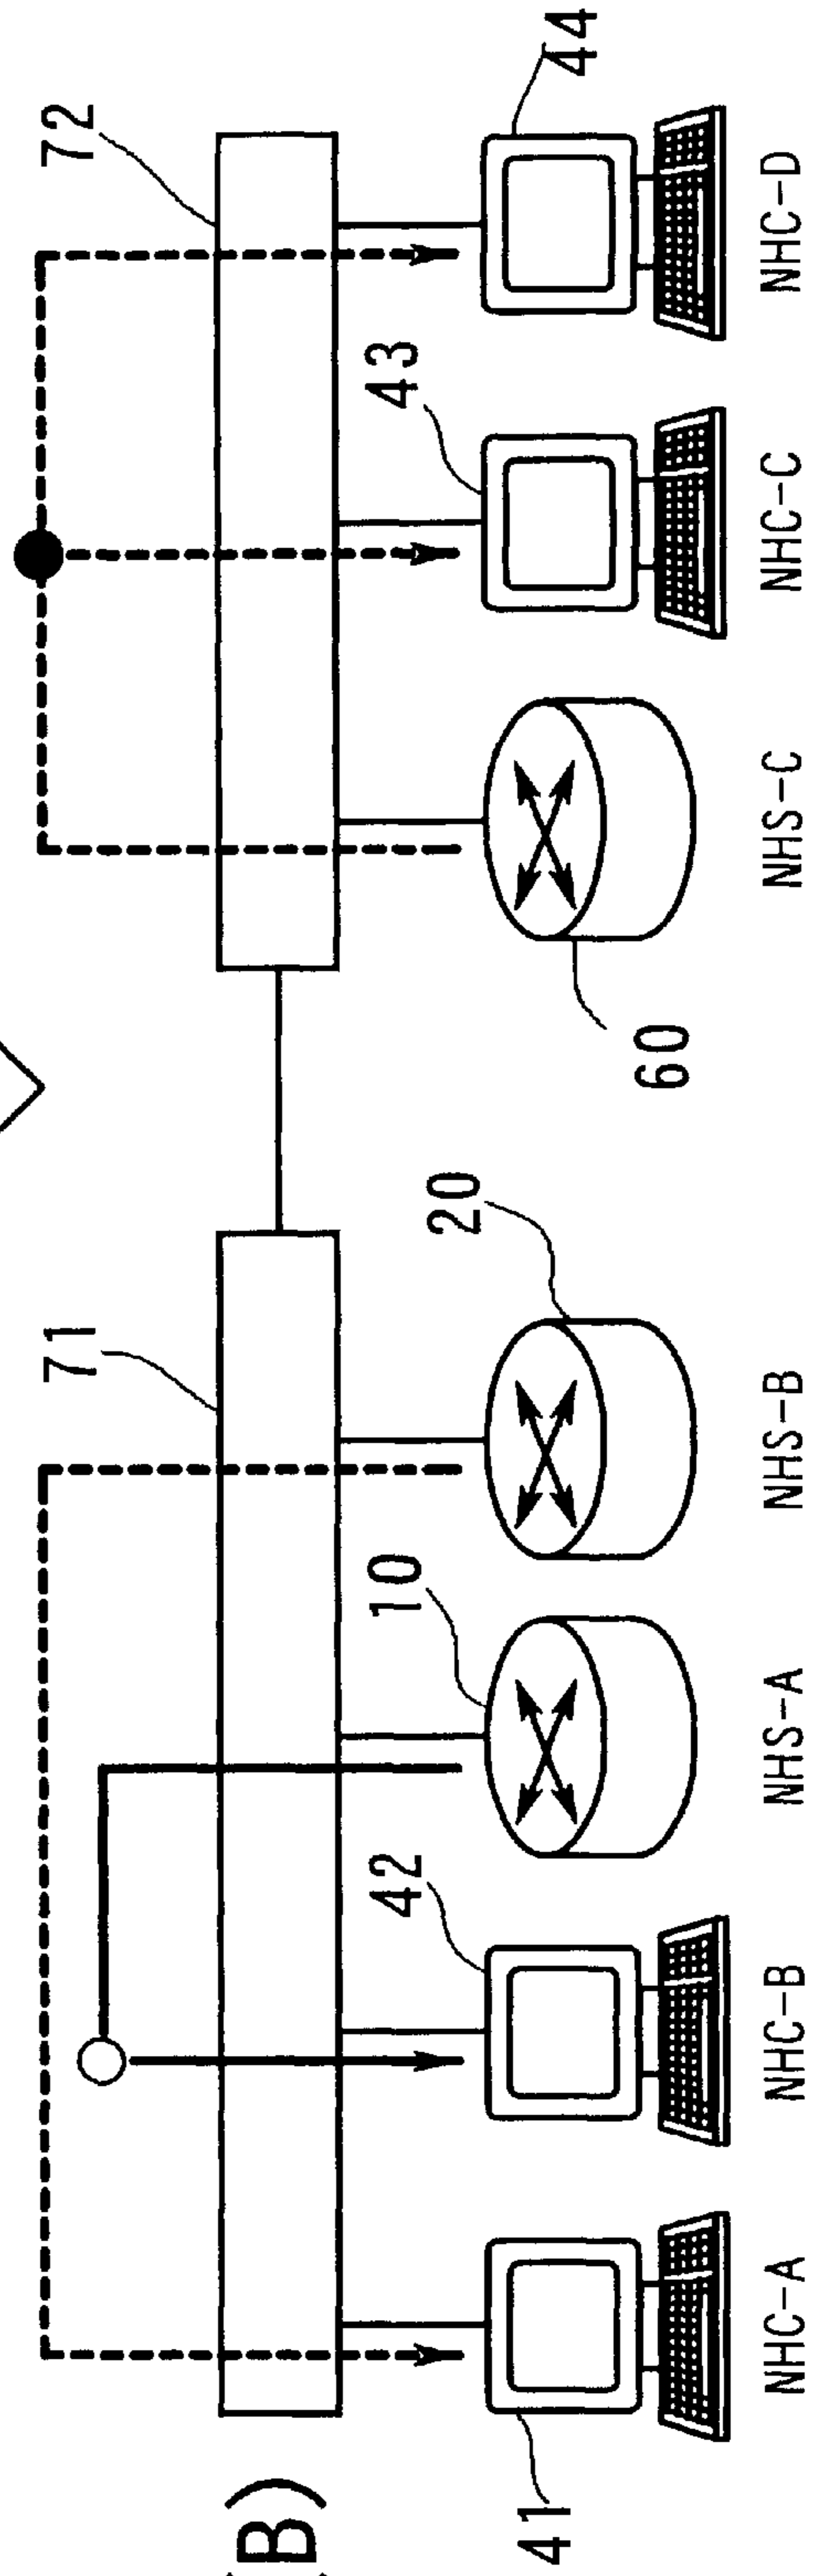 (B)
71
72
41
42
10
20
60
43
44
NHC-A
NHC-B
NHS-A
NHS-B
NHS-C
NHC-C
NHC-D